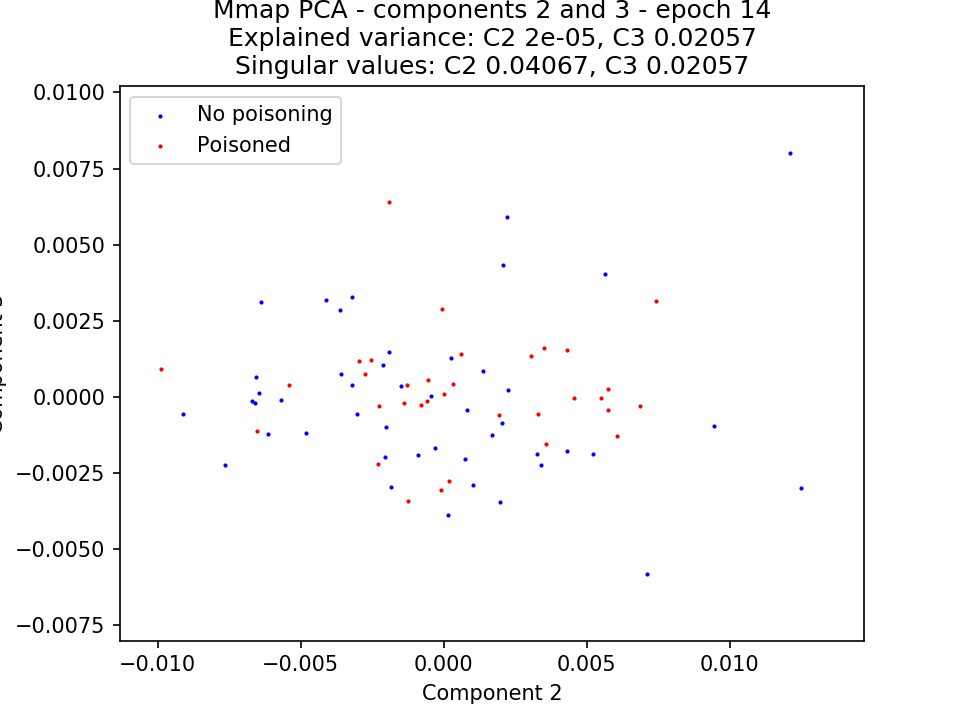 Mmap PCA - components 2 and 3 - epoch 14
Explained variance: C2 2e-05, C3 0.02057
Singular values: C2 0.04067, C3 0.02057
0.0100
No poisoning
Poisoned
0.0075
0.0050
0.0025
0.0000
−0.0025
−0.0050
−0.0075
−0.010
−0.005
0.000
0.005
0.010
Component 2